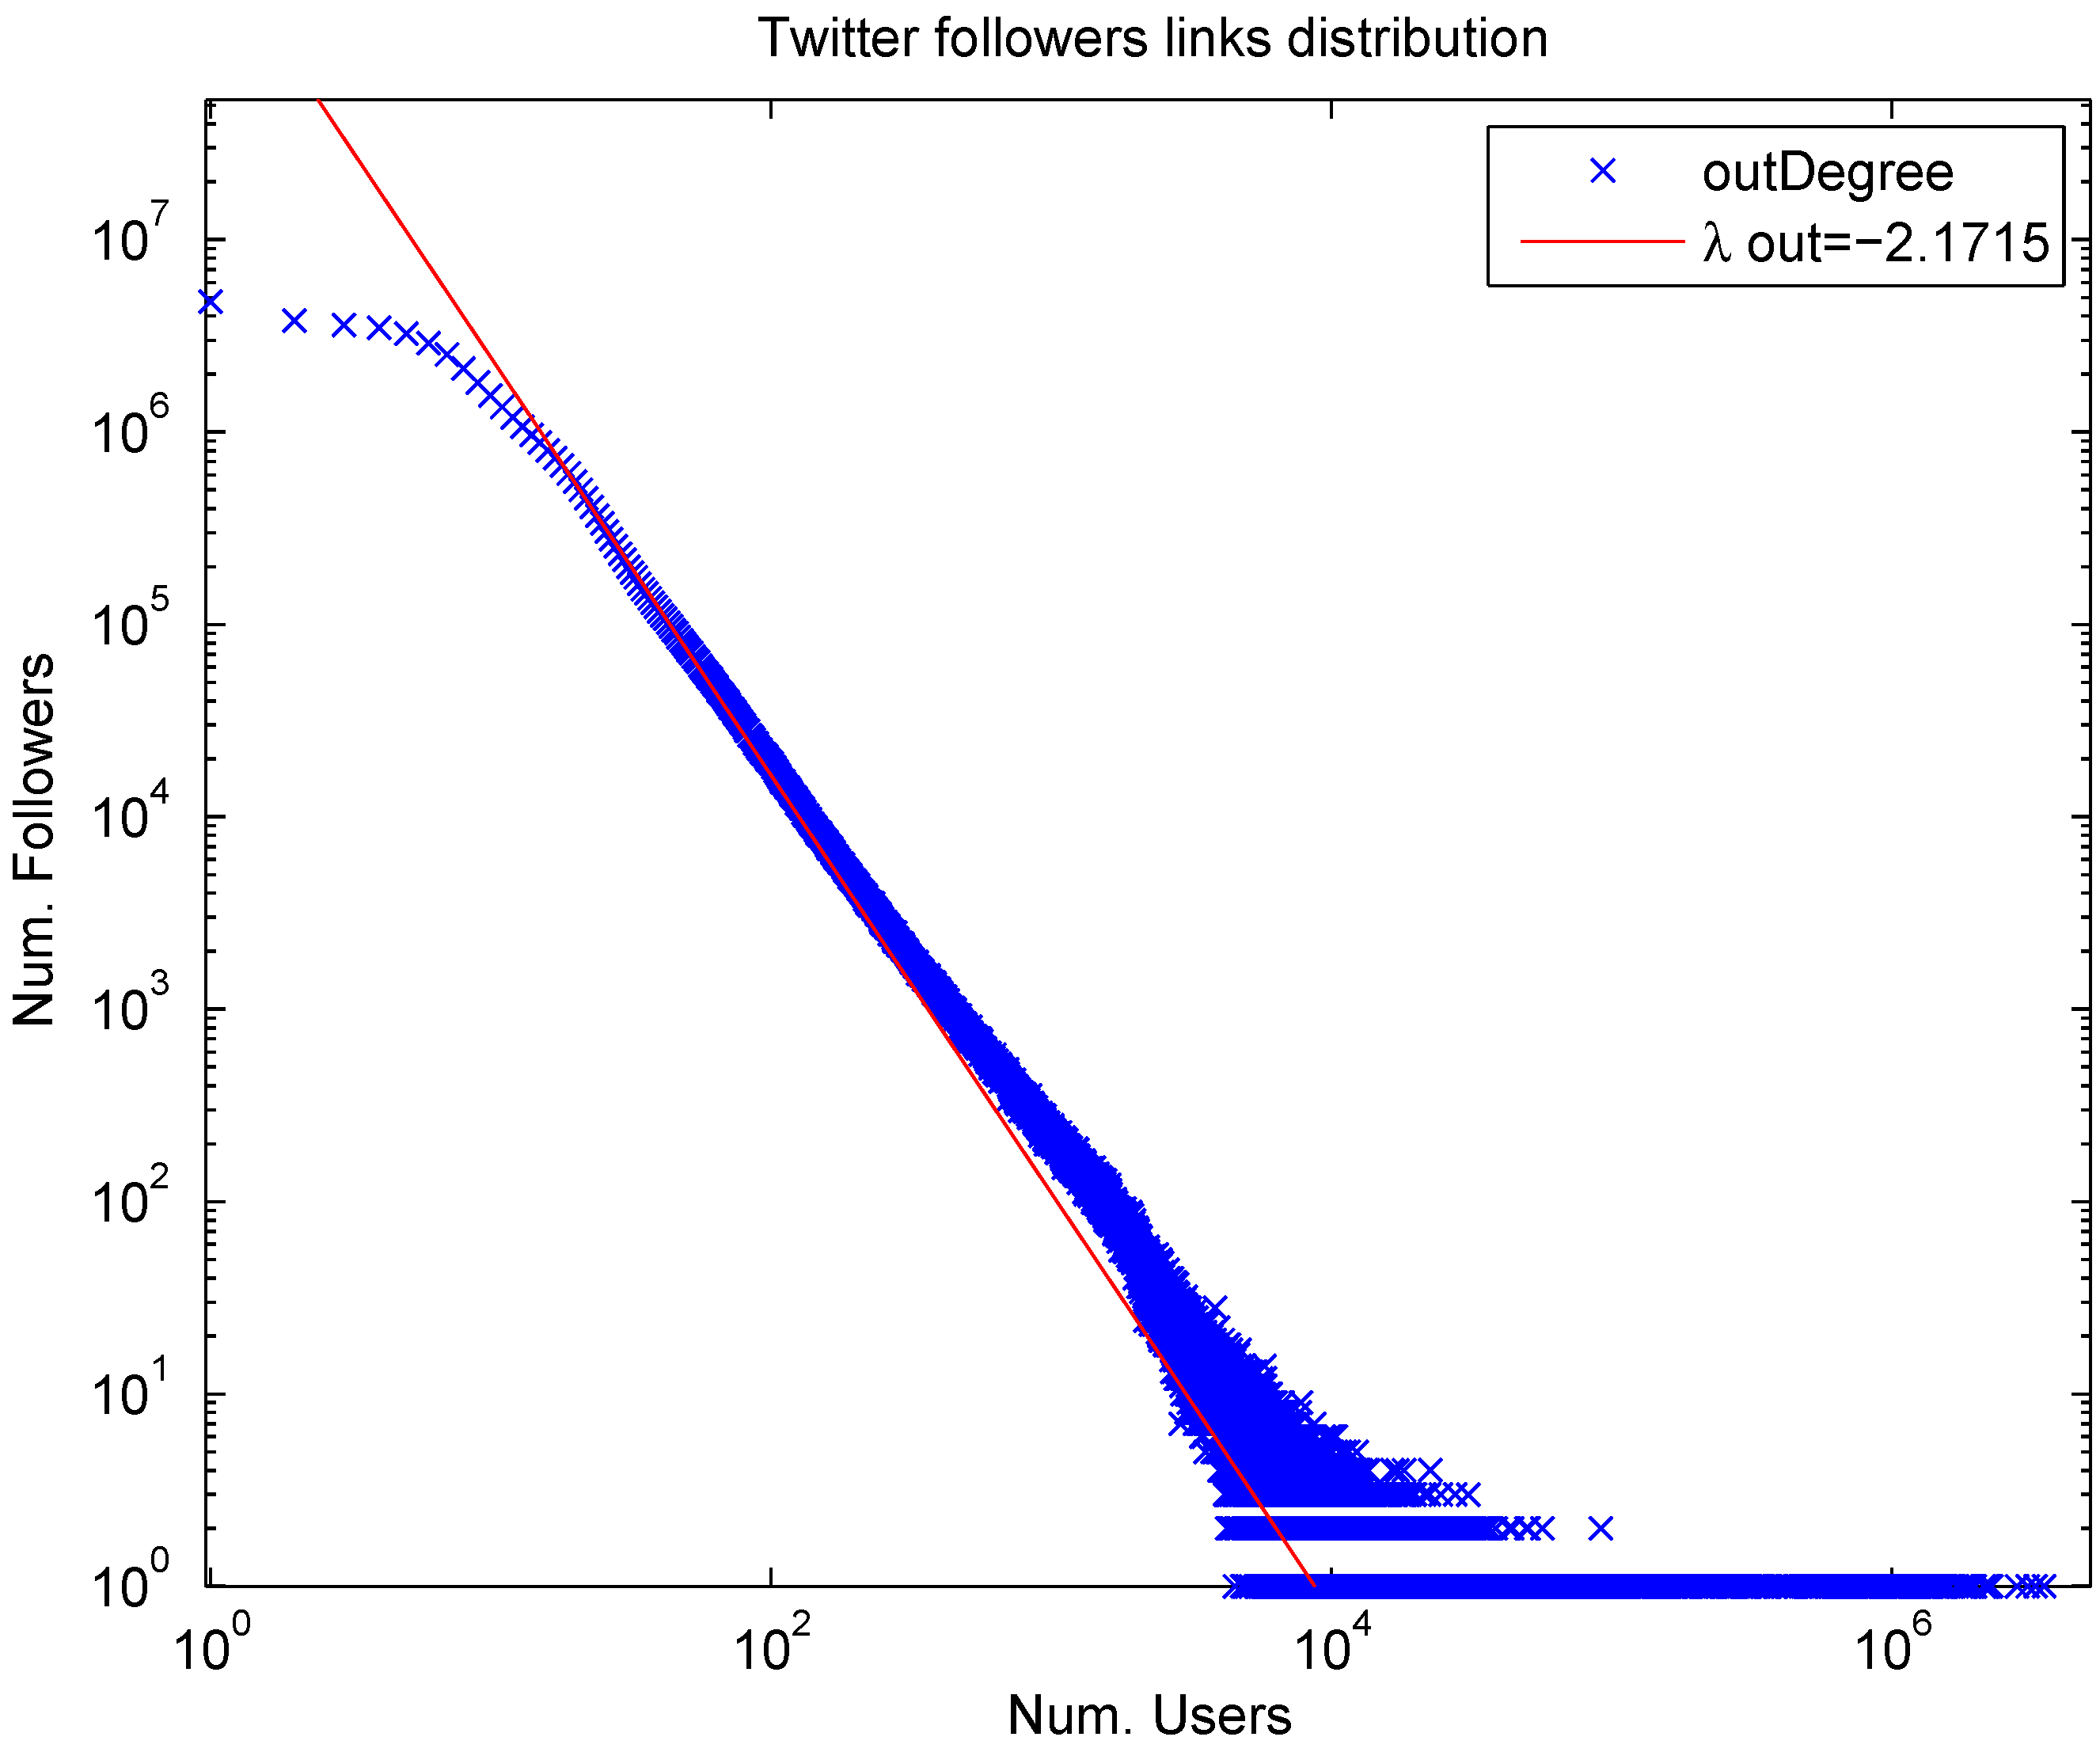 Twitter followers links distribution
outDegree
λ out=−2.1715
10^7
10^6
10^5
10^4
10^3
10^2
10^1
10^0
Num. Followers
10^0 10^2 10^4 10^6
Num. Users